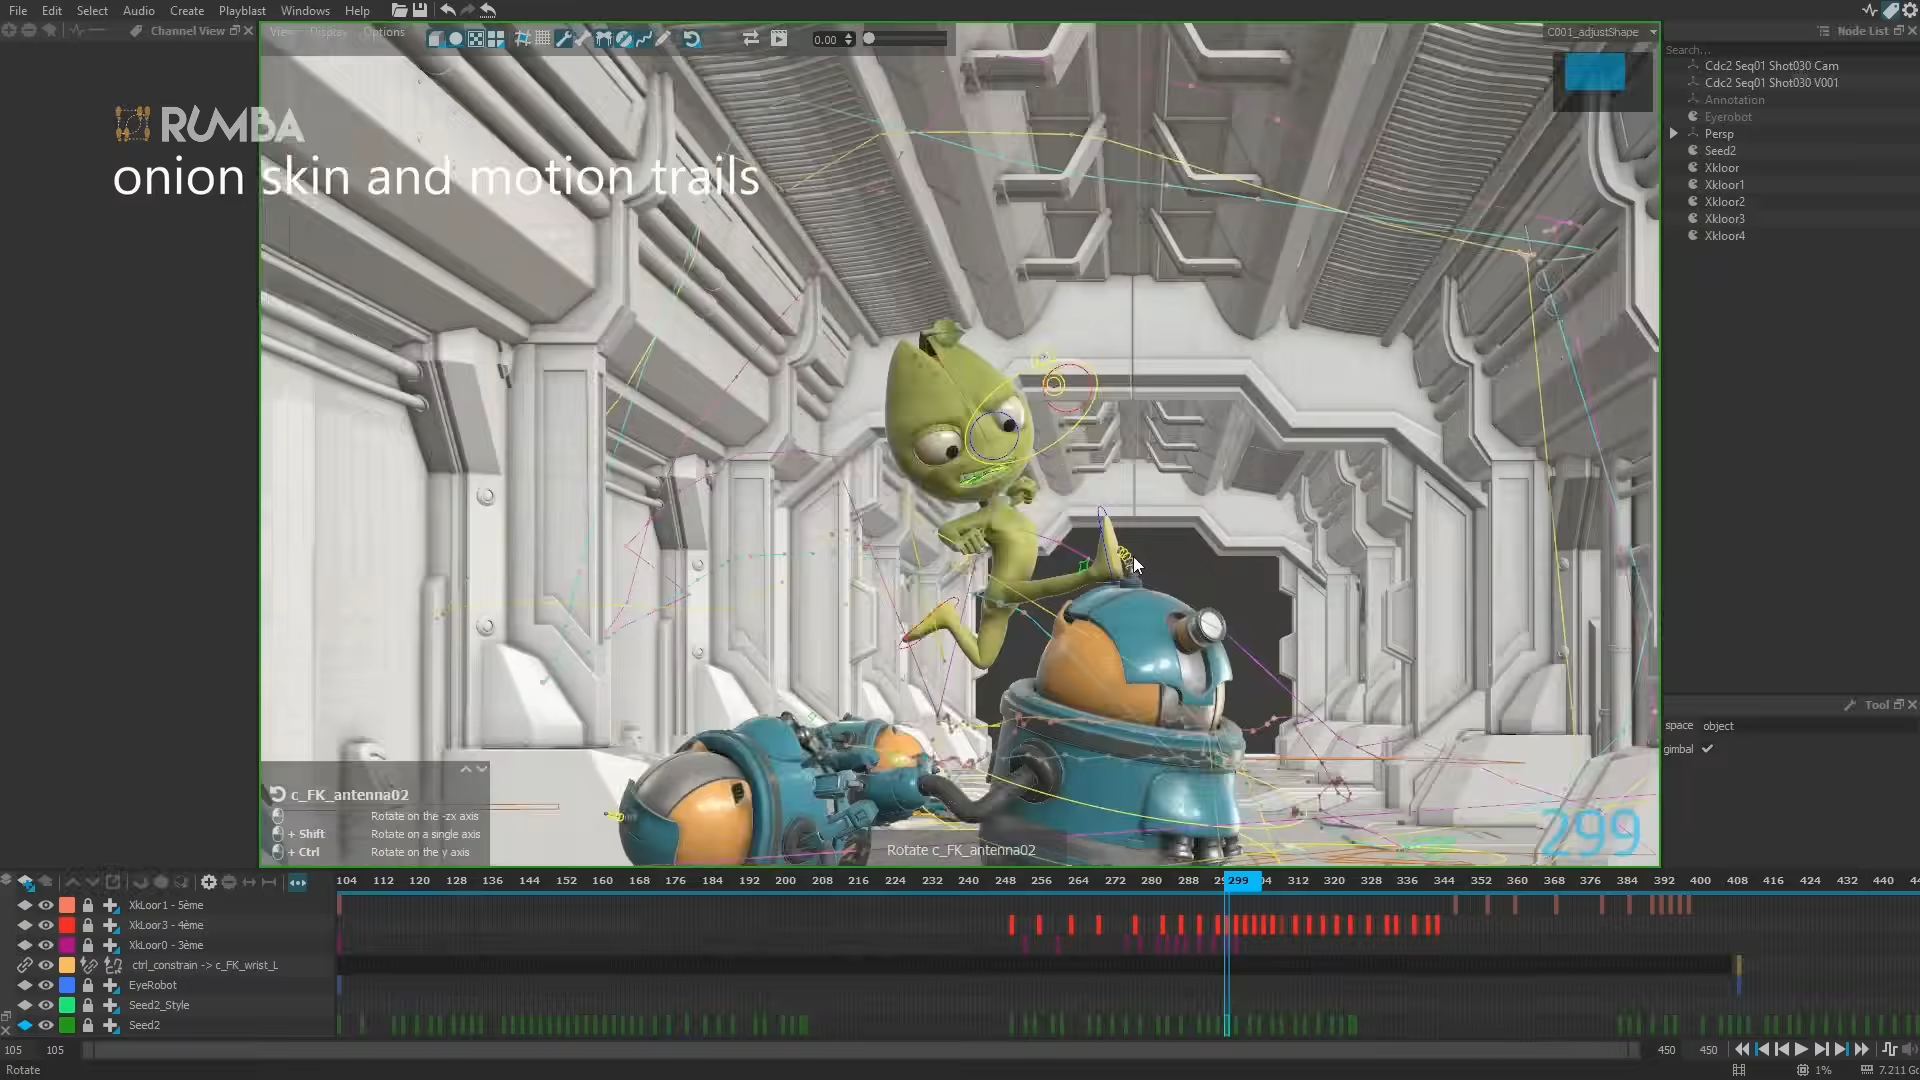 File Edit Select Audio Create Playblast Windows Help
Channel View
View Display Options
0.00
C001_adjustShape
Node List
Search...
Cdc2 Seq01 Shot030 Cam
Cdc2 Seq01 Shot030 V001
Annotation
Eyerobot
Persp
Seed2
Xkloor
Xkloor1
Xkloor2
Xkloor3
Xkloor4
RUMBA
onion skin and motion trails
Tool
space object
gimbal
c_FK_antenna02
Rotate on the -zx axis
+ Shift Rotate on a single axis
+ Ctrl Rotate on the y axis
Rotate c_FK_antenna02
299
104 112 120 128 136 144 152 160 168 176 184 192 200 208 216 224 232 240 248 256 264 272 280 288 299 312 320 328 336 344 352 360 368 376 384 392 400 408 416 424 432 440
XkLoor1 - 5ème
XkLoor3 - 4ème
XkLoor0 - 3ème
ctrl_constrain -> c_FK_wrist_L
EyeRobot
Seed2_Style
Seed2
105 105 450 450
Rotate 1%